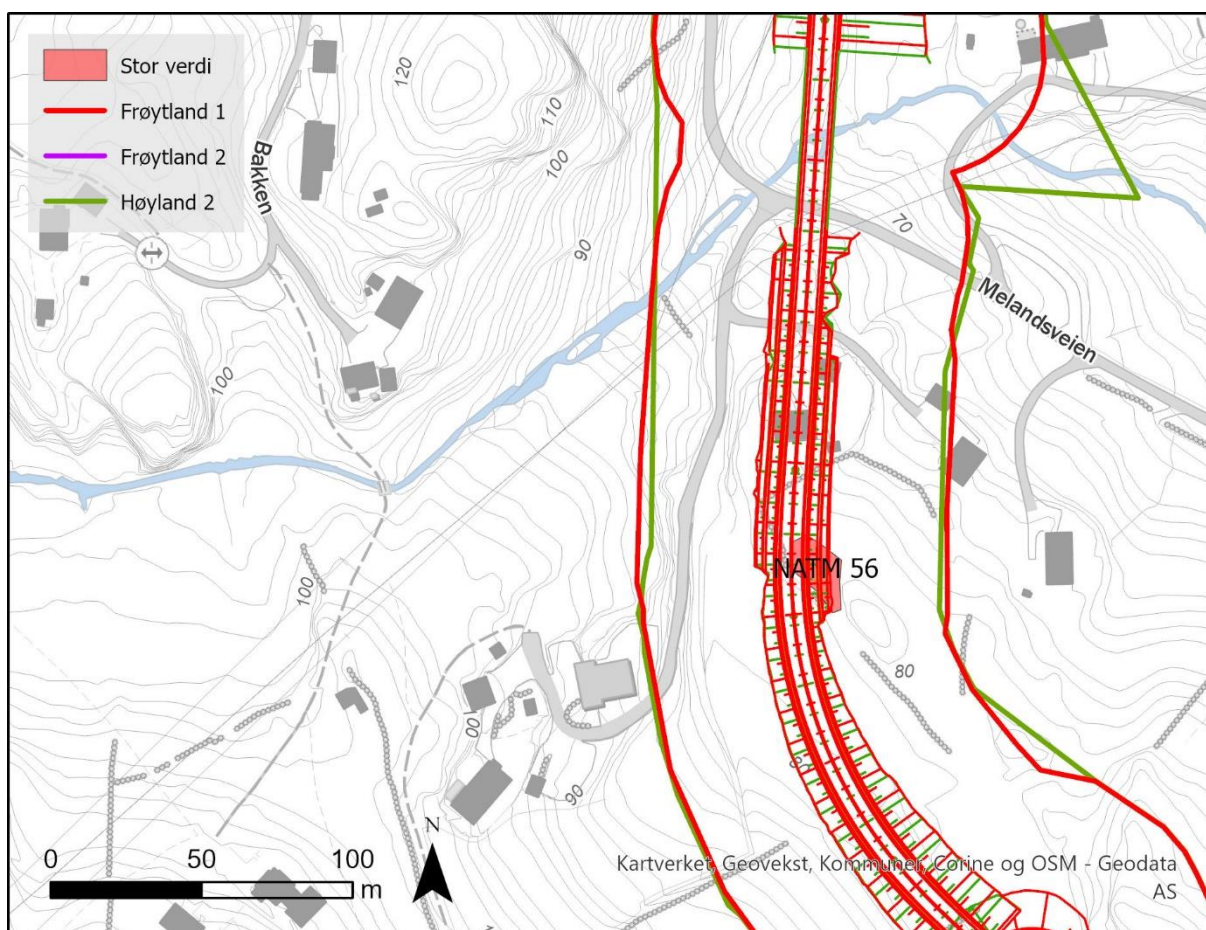 Stor verdi
Frøytland 1
Frøytland 2
Høyland 2
Bakken
120
110
100
90
70
Melandsveien
100
NATM 56
100
80
100
90
N
0 50 100
m
Kartverket, Geovekst, Kommuner, Corine og OSM - Geodata
AS